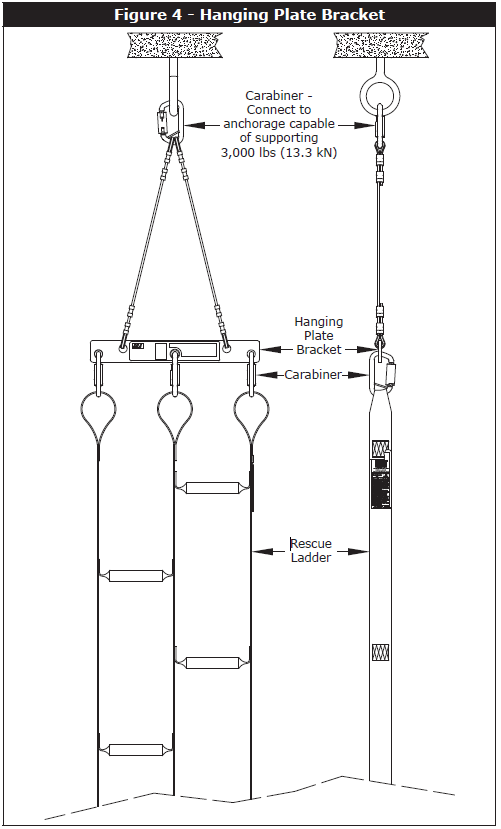 Figure 4 - Hanging Plate Bracket
Carabiner -
Connect to
anchorage capable
of supporting
3,000 lbs (13.3 kN)
Hanging
Plate
Bracket
Carabiner
Rescue
Ladder